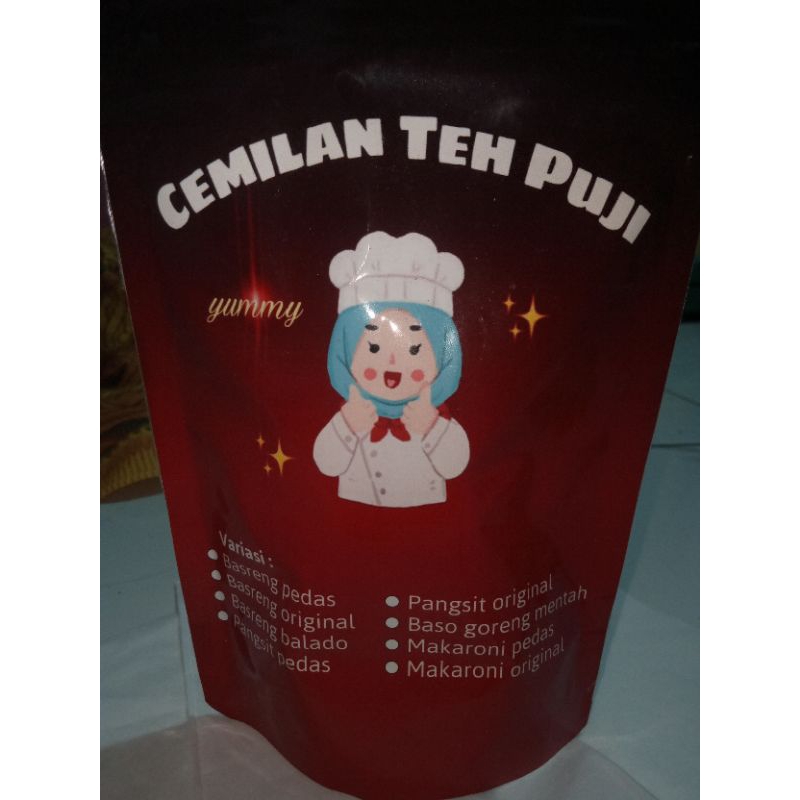 CEMILAN TEH PUJI
yummy
Variasi :
Basreng pedas
Basreng original
Basreng balado
Pangsit pedas
Pangsit original
Baso goreng mentah
Makaroni pedas
Makaroni original